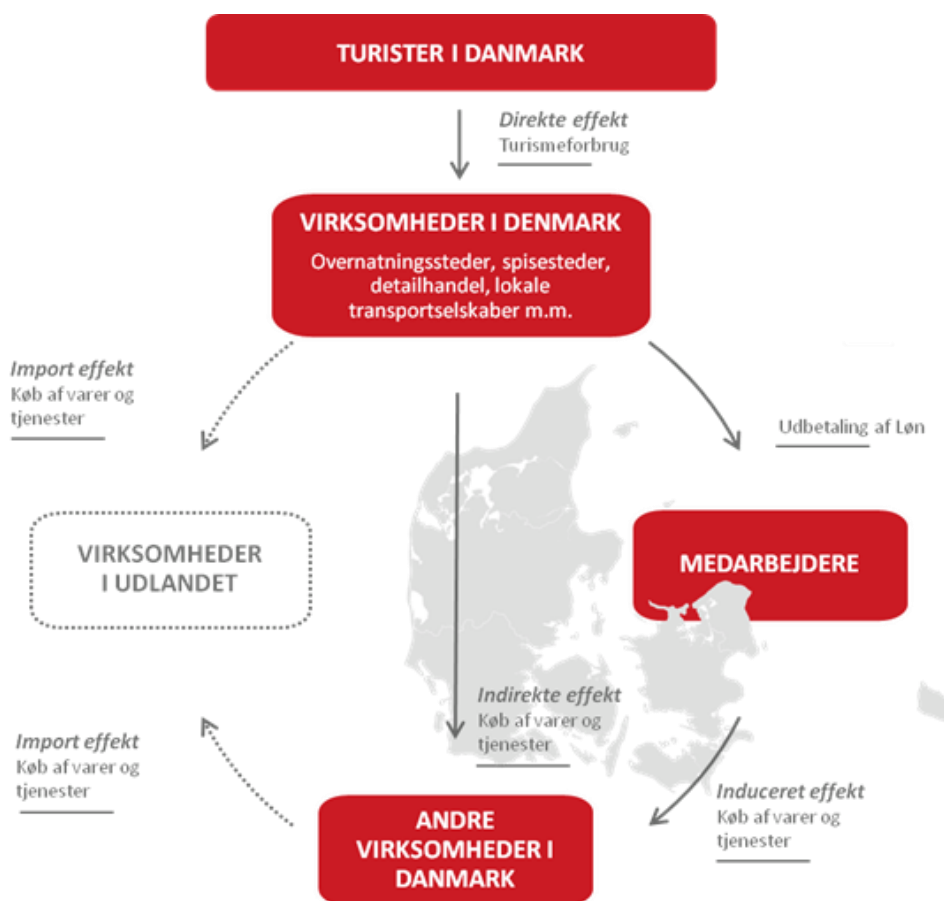 TURISTER I DANMARK
Direkte effekt
Turismeforbrug
VIRKSOMHEDER I DENMARK
Overnatningssteder, spisesteder,
detailhandel, lokale
transportselskaber m.m.
Import effekt
Køb af varer og
tjenester
Udbetaling af Løn
VIRKSOMHEDER
I UDLANDET
MEDARBEJDERE
Indirekte effekt
Køb af varer og
tjenester
Import effekt
Køb af varer og
tjenester
Induceret effekt
Køb af varer og
tjenester
ANDRE
VIRKSOMHEDER I
DANMARK